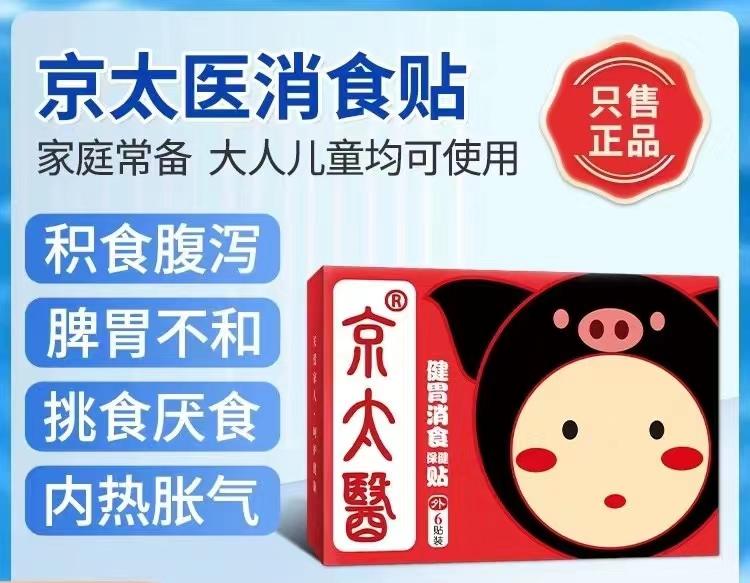 京太医消食贴
家庭常备 大人儿童均可使用
只售
正品
积食腹泻
脾胃不和
挑食厌食
内热胀气
京太醫®
健胃消食
保健
贴
外
6贴装